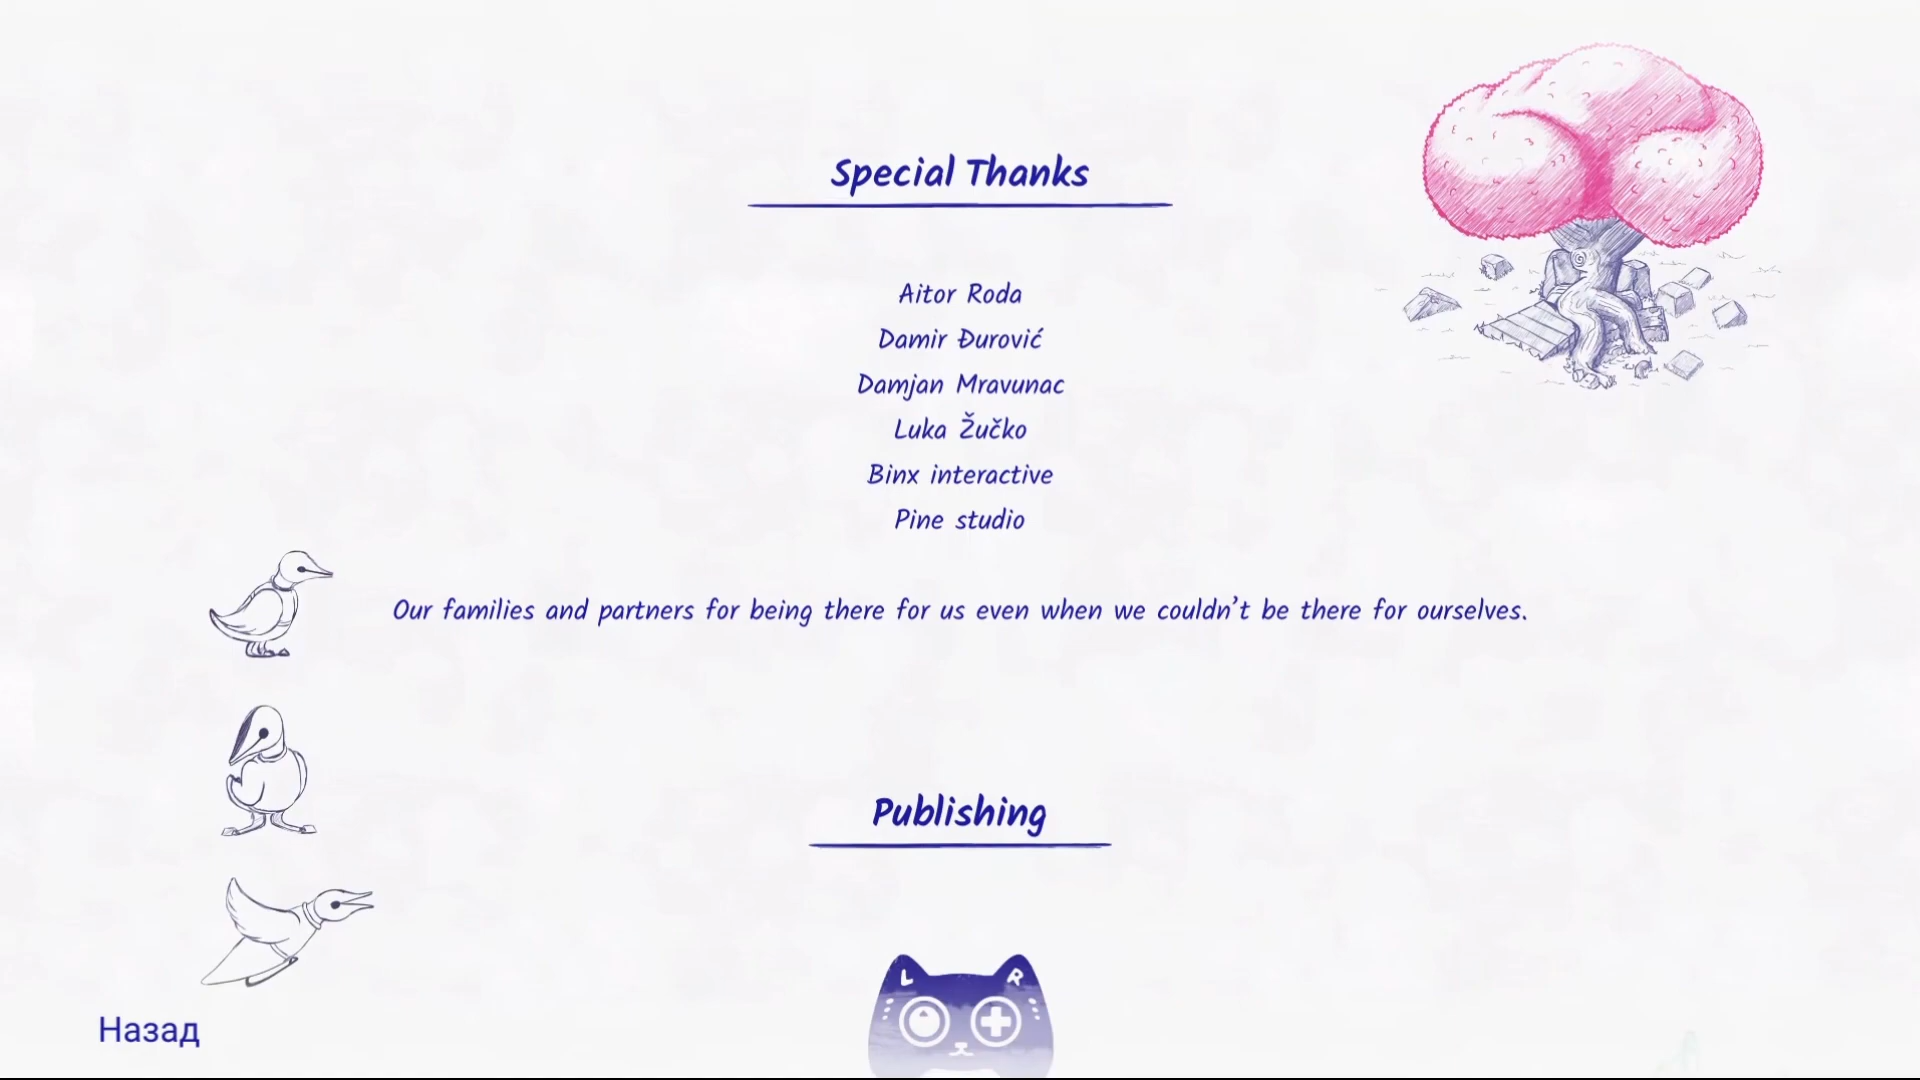 Special Thanks
Aitor Roda
Damir Đurović
Damjan Mravunac
Luka Žučko
Binx interactive
Pine studio
Our families and partners for being there for us even when we couldn't be there for ourselves.
Publishing
L R
Назад